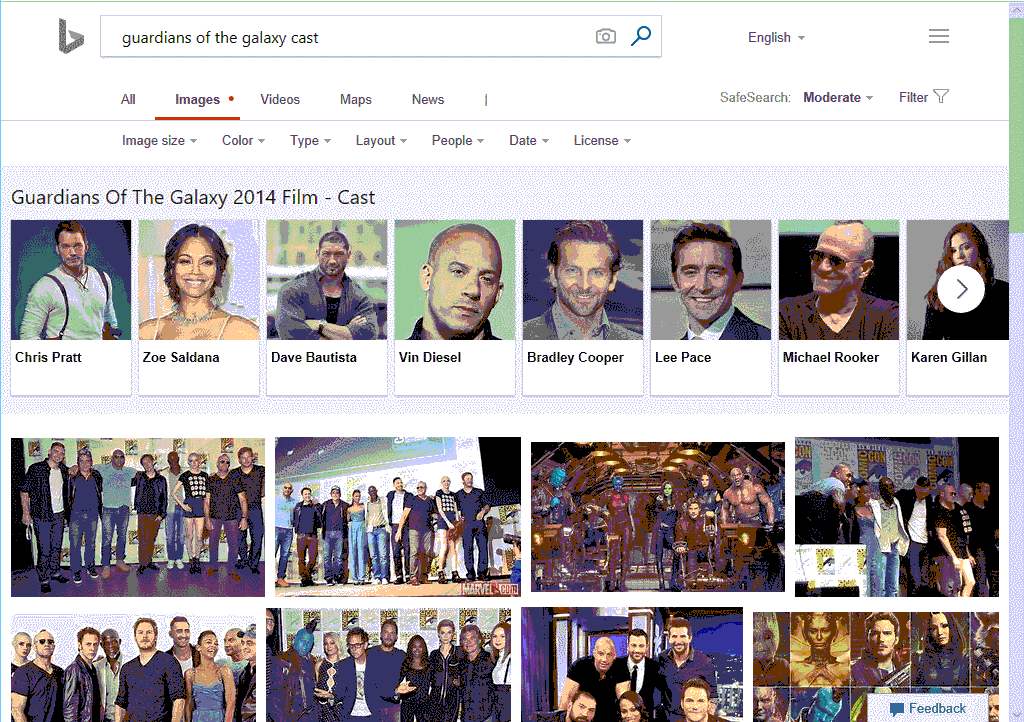 guardians of the galaxy cast
English
All
Images
Videos
Maps
News
|
SafeSearch: Moderate
Filter
Image size
Color
Type
Layout
People
Date
License
Guardians Of The Galaxy 2014 Film - Cast
Chris Pratt
Zoe Saldana
Dave Bautista
Vin Diesel
Bradley Cooper
Lee Pace
Michael Rooker
Karen Gillan
MARVEL
Feedback